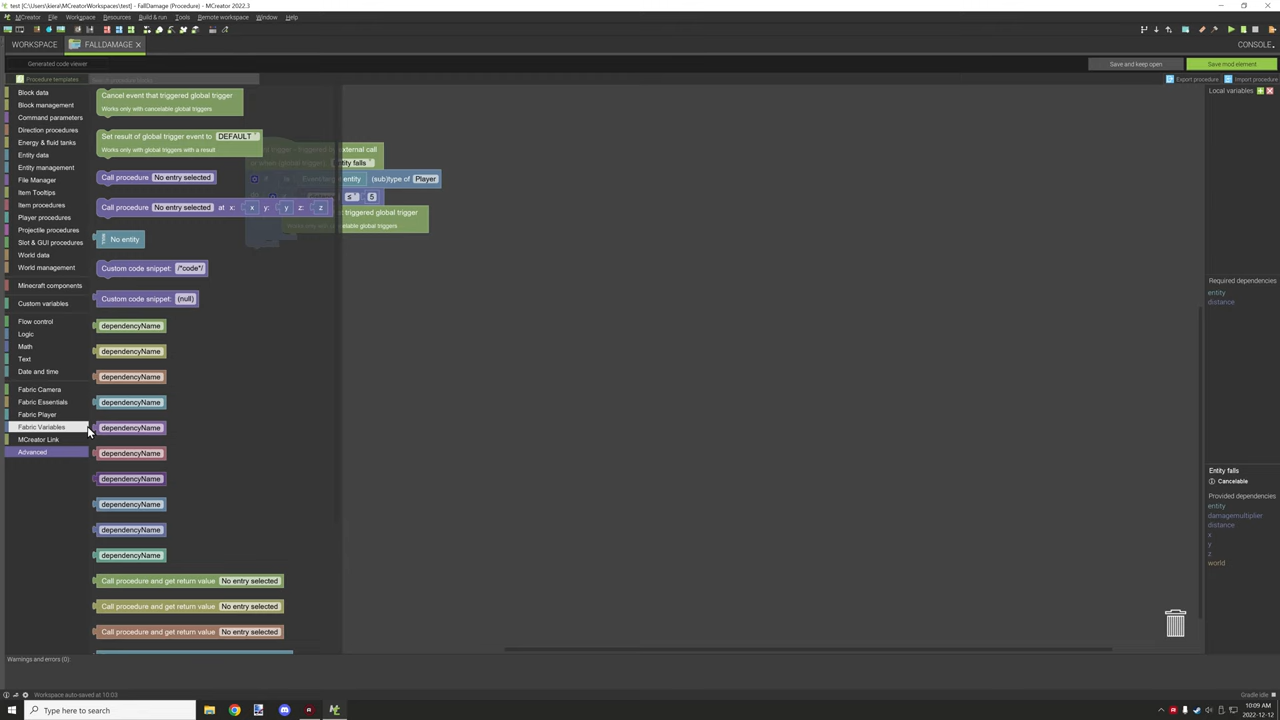 test [C:\Users\kiera\MCreatorWorkspaces\test] - FallDamage (Procedure) - MCreator 2022.3
MCreator File Workspace Resources Build & run Tools Remote workspace Window Help
WORKSPACE FALLDAMAGE CONSOLE
Generated code viewer Save and keep open Save mod element
Procedure templates Export procedure Import procedure
Block data
Block management
Command parameters
Direction procedures
Energy & fluid tanks
Entity data
Entity management
File Manager
Item Tooltips
Item procedures
Player procedures
Projectile procedures
Slot & GUI procedures
World data
World management
Minecraft components
Custom variables
Flow control
Logic
Math
Text
Date and time
Fabric Camera
Fabric Essentials
Fabric Player
Fabric Variables
MCreator Link
Advanced
Cancel event that triggered global trigger
Works only with cancelable global triggers
Set result of global trigger event to DEFAULT
Works only with global triggers with a result
Call procedure No entry selected
Call procedure No entry selected at x: x y: y z: z
No entity
Custom code snippet: /*code*/
Custom code snippet: (null)
dependencyName
dependencyName
dependencyName
dependencyName
dependencyName
dependencyName
dependencyName
dependencyName
dependencyName
dependencyName
Call procedure and get return value No entry selected
Call procedure and get return value No entry selected
Call procedure and get return value No entry selected
external call
entity falls
entity (sub)type of Player
≤ 5
triggered global trigger
cancelable global triggers
Local variables
Required dependencies
entity
distance
Entity falls
Cancelable
Provided dependencies
entity
damagemultiplier
distance
x
y
z
world
Warnings and errors (0)
Workspace auto-saved at 10:03 Gradle idle
Type here to search
10:09 AM
2022-12-12